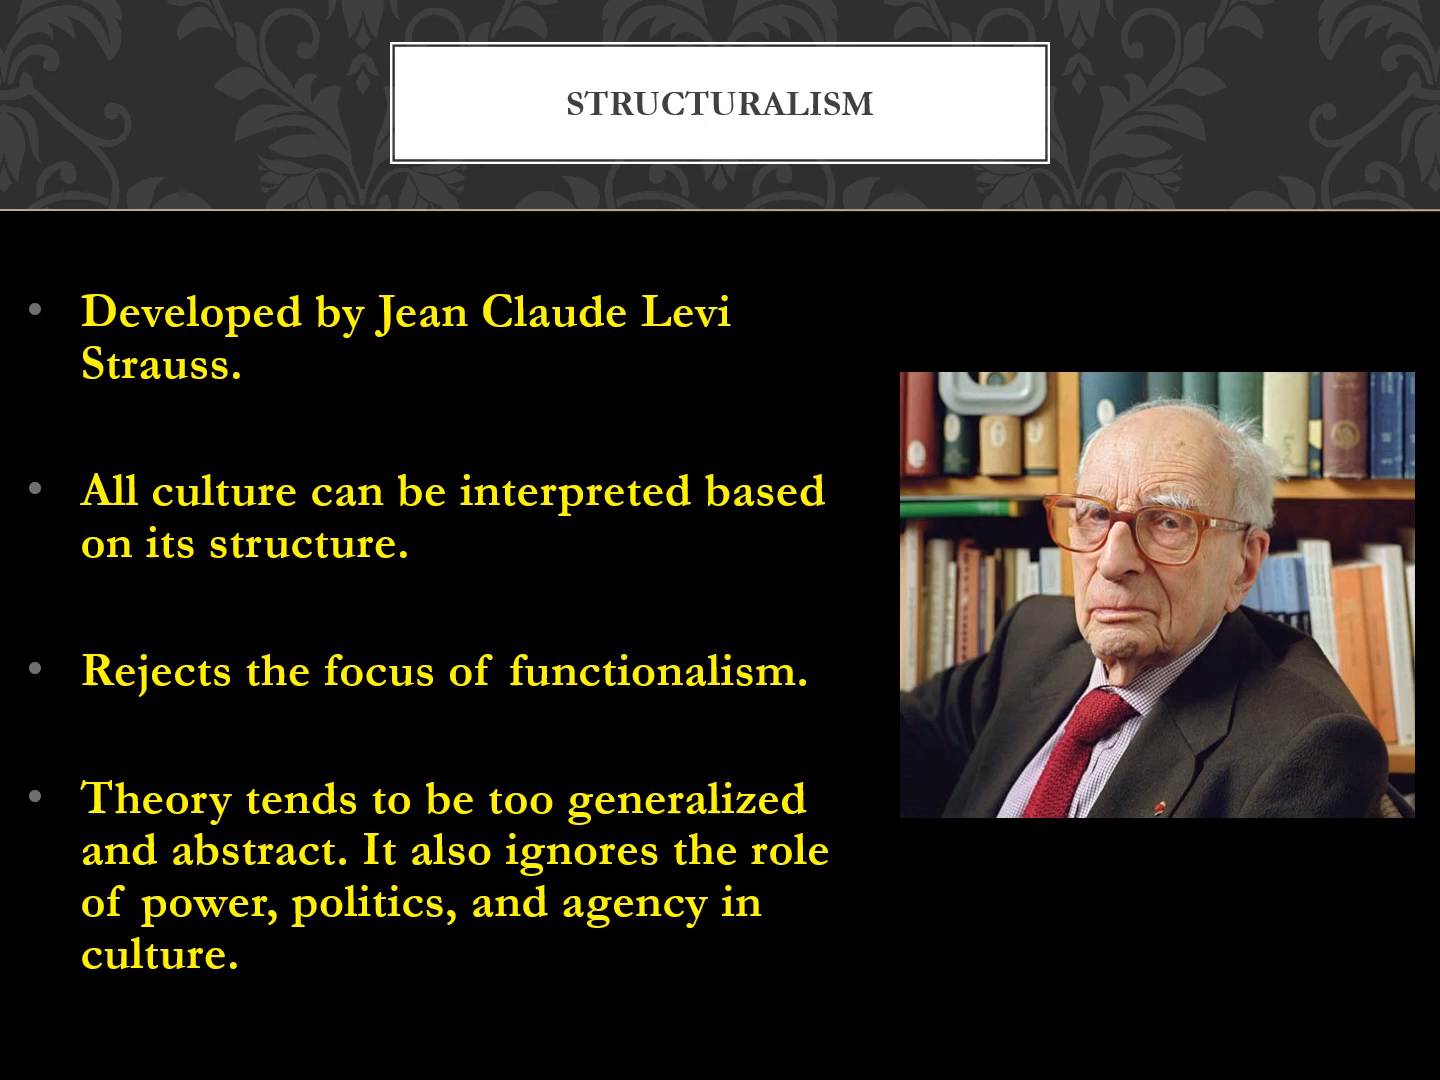 STRUCTURALISM
• Developed by Jean Claude Levi
Strauss.
• All culture can be interpreted based
on its structure.
• Rejects the focus of functionalism.
• Theory tends to be too generalized
and abstract. It also ignores the role
of power, politics, and agency in
culture.